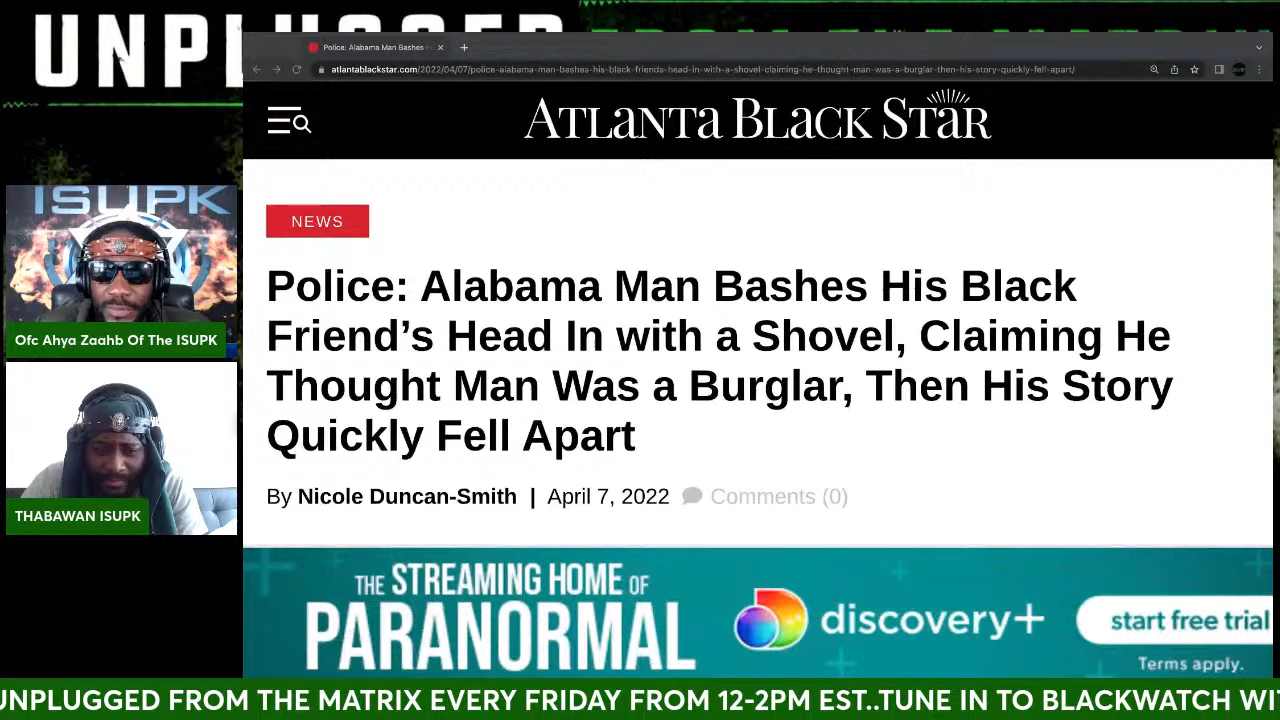 UNPL
Police: Alabama Man Bashes H
atlantablackstar.com/2022/04/07/police-alabama-man-bashes-his-black-friends-head-in-with-a-shovel-claiming-he-thought-man-was-a-burglar-then-his-story-quickly-fell-apart/
ATLANTA BLACK STAR
NEWS
Police: Alabama Man Bashes His Black
Friend’s Head In with a Shovel, Claiming He
Thought Man Was a Burglar, Then His Story
Quickly Fell Apart
By Nicole Duncan-Smith | April 7, 2022 Comments (0)
ISUPK
Ofc Ahya Zaahb Of The ISUPK
THABAWAN ISUPK
THE STREAMING HOME OF
PARANORMAL
discovery+
start free trial
Terms apply.
UNPLUGGED FROM THE MATRIX EVERY FRIDAY FROM 12-2PM EST..TUNE IN TO BLACKWATCH WI